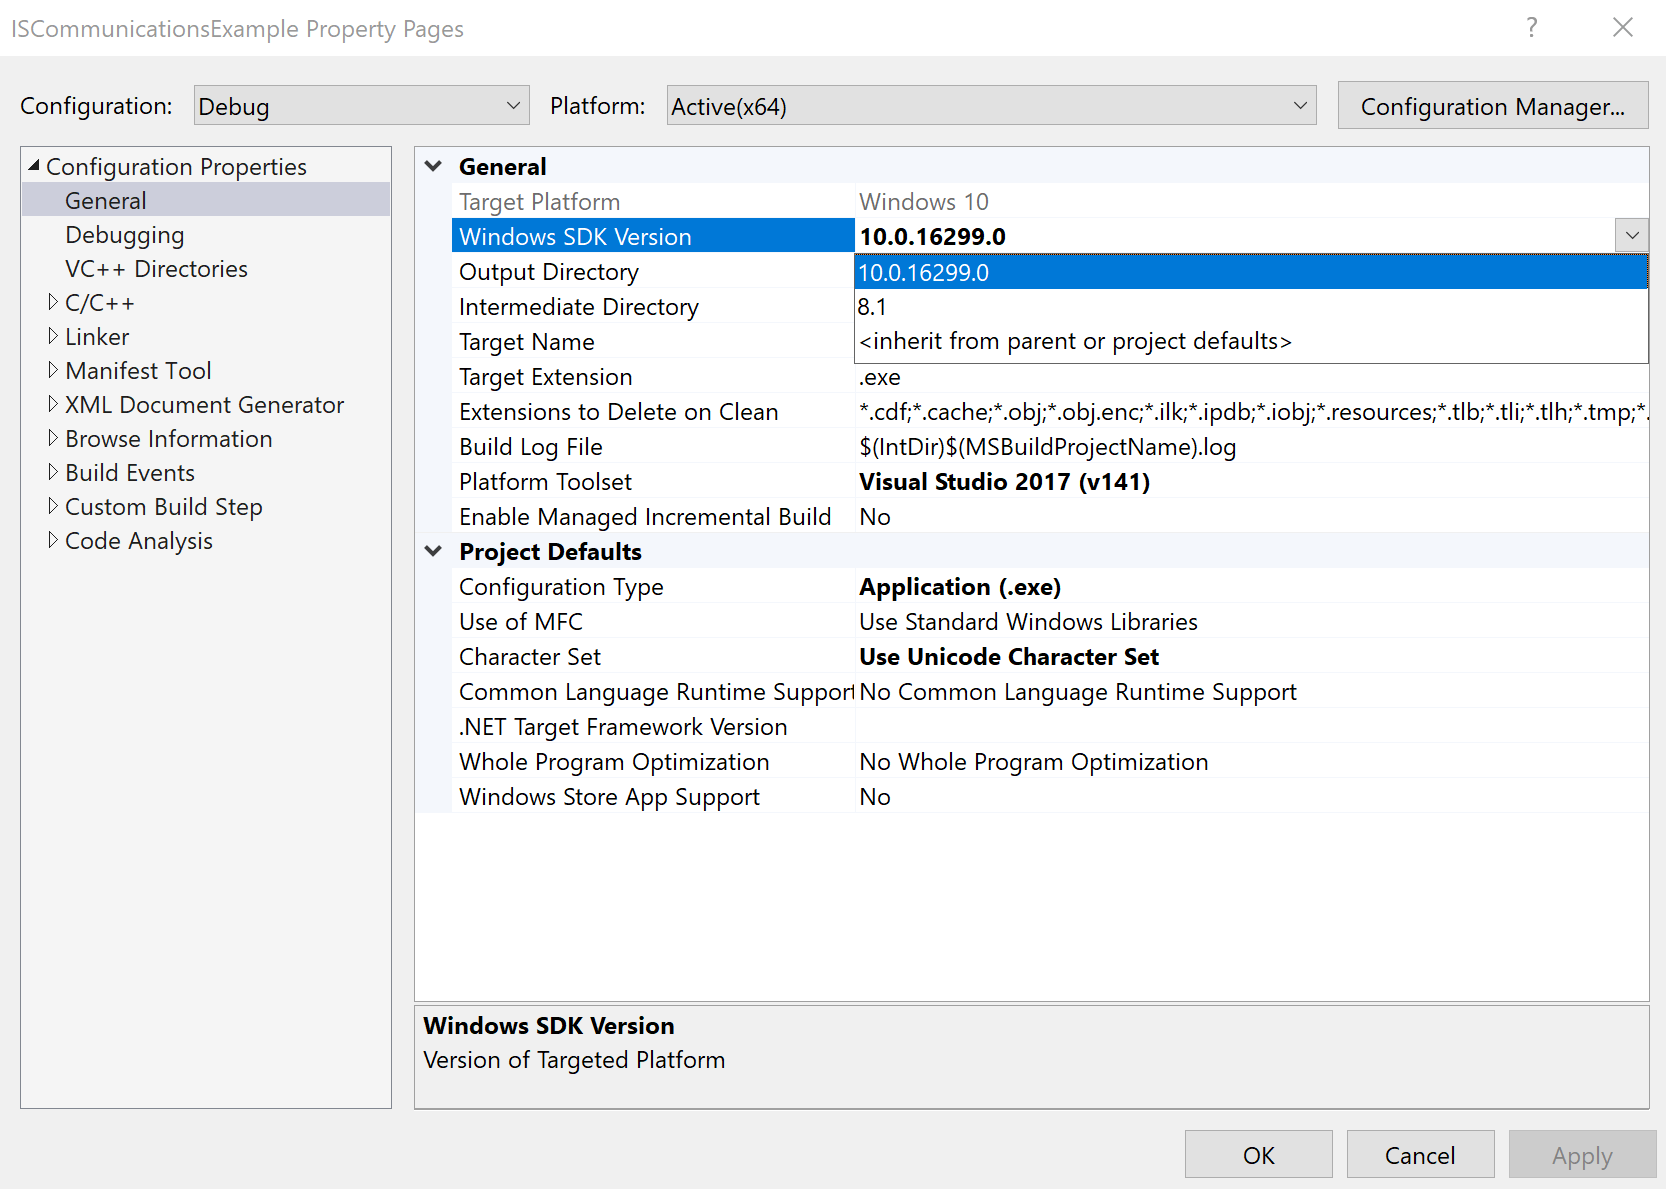 ISCommunicationsExample Property Pages
?
Configuration: Debug Platform: Active(x64) Configuration Manager...
Configuration Properties
General
Debugging
VC++ Directories
C/C++
Linker
Manifest Tool
XML Document Generator
Browse Information
Build Events
Custom Build Step
Code Analysis
General
Target Platform Windows 10
Windows SDK Version 10.0.16299.0
Output Directory 10.0.16299.0
Intermediate Directory 8.1
Target Name <inherit from parent or project defaults>
Target Extension .exe
Extensions to Delete on Clean *.cdf;*.cache;*.obj;*.obj.enc;*.ilk;*.ipdb;*.iobj;*.resources;*.tlb;*.tli;*.tlh;*.tmp;*.
Build Log File $(IntDir)$(MSBuildProjectName).log
Platform Toolset Visual Studio 2017 (v141)
Enable Managed Incremental Build No
Project Defaults
Configuration Type Application (.exe)
Use of MFC Use Standard Windows Libraries
Character Set Use Unicode Character Set
Common Language Runtime Support No Common Language Runtime Support
.NET Target Framework Version
Whole Program Optimization No Whole Program Optimization
Windows Store App Support No
Windows SDK Version
Version of Targeted Platform
OK Cancel Apply